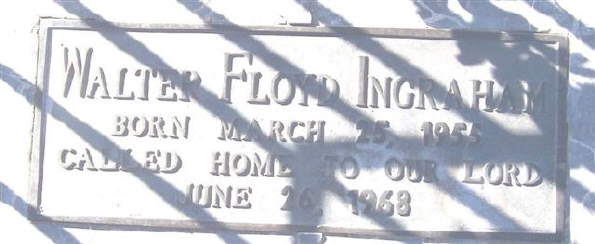 WALTER FLOYD INGRAHAM
BORN MARCH 25, 1955
CALLED HOME TO OUR LORD
JUNE 26, 1968